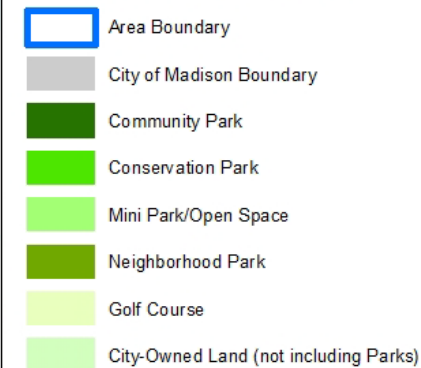 Area Boundary
City of Madison Boundary
Community Park
Conservation Park
Mini Park/Open Space
Neighborhood Park
Golf Course
City-Owned Land (not including Parks)